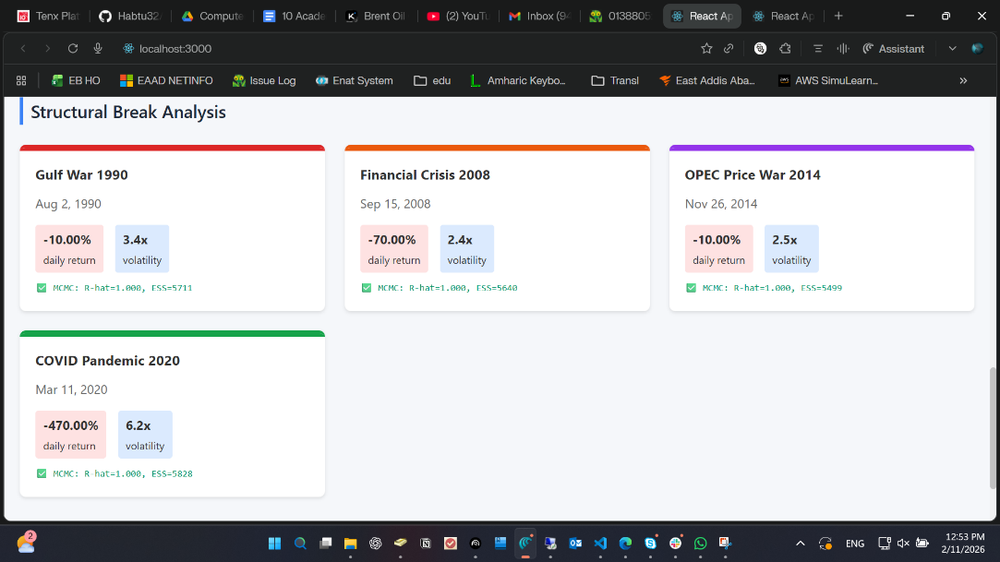 Tenx Plat
Habtu32
Compute
10 Acade
Brent Oil
(2) YouTu
Inbox (94
0138805
React Ap
React Ap
localhost:3000
Assistant
EB HO
EAAD NETINFO
Issue Log
Enat System
edu
Amharic Keybo...
Transl
East Addis Aba...
AWS SimuLearn...
Structural Break Analysis
Gulf War 1990
Aug 2, 1990
-10.00%
daily return
3.4x
volatility
✅ MCMC: R-hat=1.000, ESS=5711
Financial Crisis 2008
Sep 15, 2008
-70.00%
daily return
2.4x
volatility
✅ MCMC: R-hat=1.000, ESS=5640
OPEC Price War 2014
Nov 26, 2014
-10.00%
daily return
2.5x
volatility
✅ MCMC: R-hat=1.000, ESS=5499
COVID Pandemic 2020
Mar 11, 2020
-470.00%
daily return
6.2x
volatility
✅ MCMC: R-hat=1.000, ESS=5828
2
ENG
12:53 PM
2/11/2026